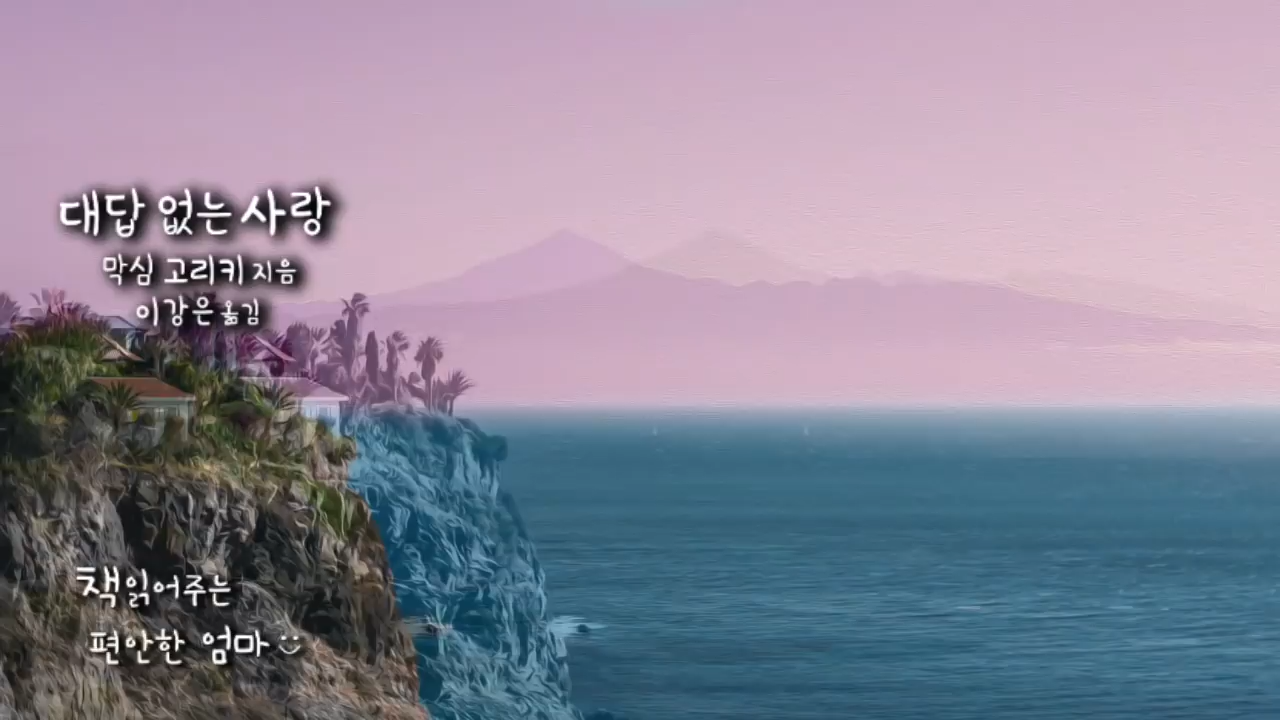 대답 없는 사랑
막심 고리키 지음
이강은 옮김
책읽어주는
편안한 엄마